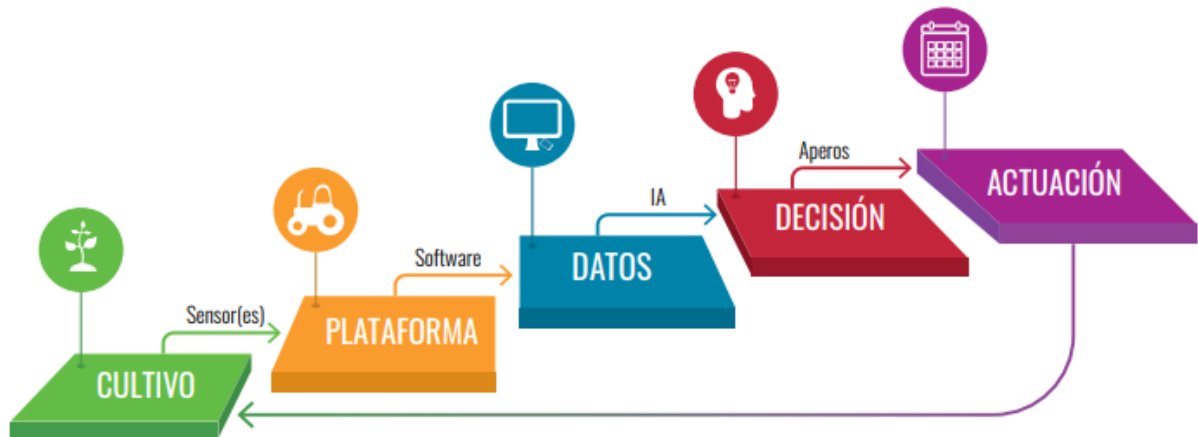 CULTIVO
Sensor(es)
PLATAFORMA
Software
DATOS
IA
DECISIÓN
Aperos
ACTUACIÓN